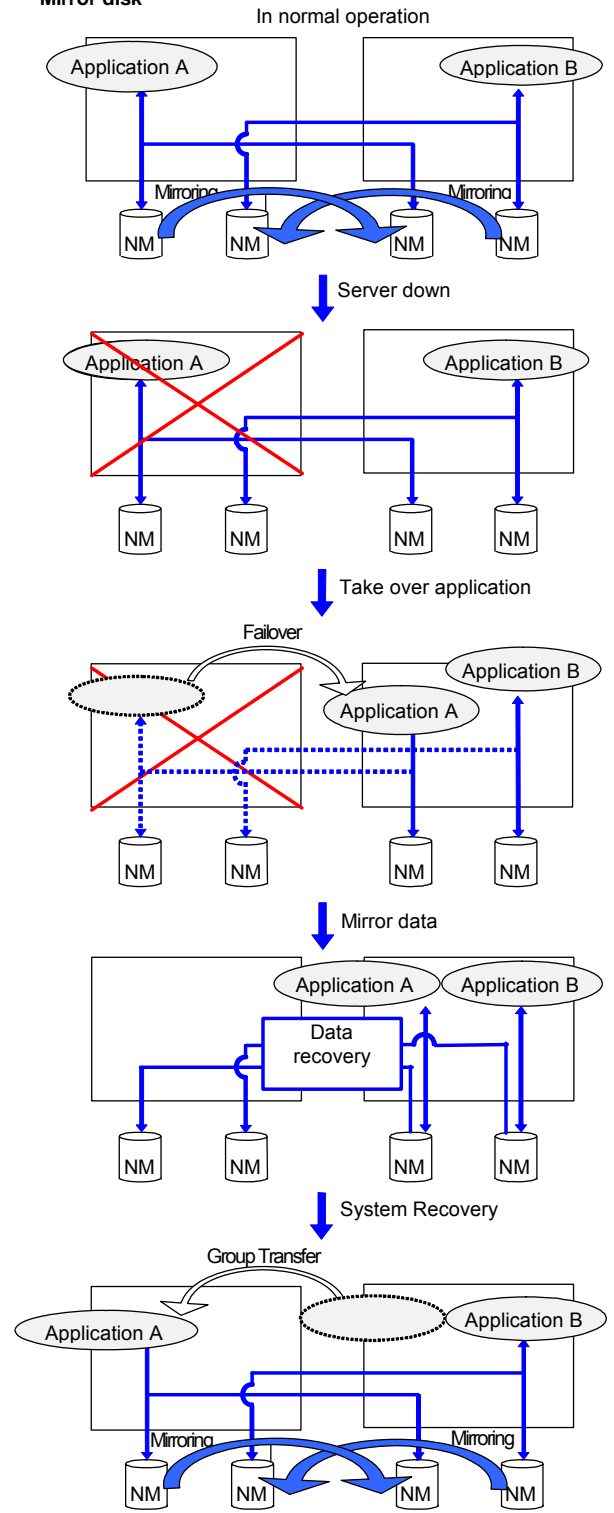 Mirror disk
In normal operation
Application A
Application B
Mirroring
Mirroring
NM
NM
NM
NM
Server down
Application A
Application B
NM
NM
NM
NM
Take over application
Failover
Application B
Application A
NM
NM
NM
NM
Mirror data
Application A
Application B
Data
recovery
NM
NM
NM
NM
System Recovery
Group Transfer
Application A
Application B
Mirroring
Mirroring
NM
NM
NM
NM